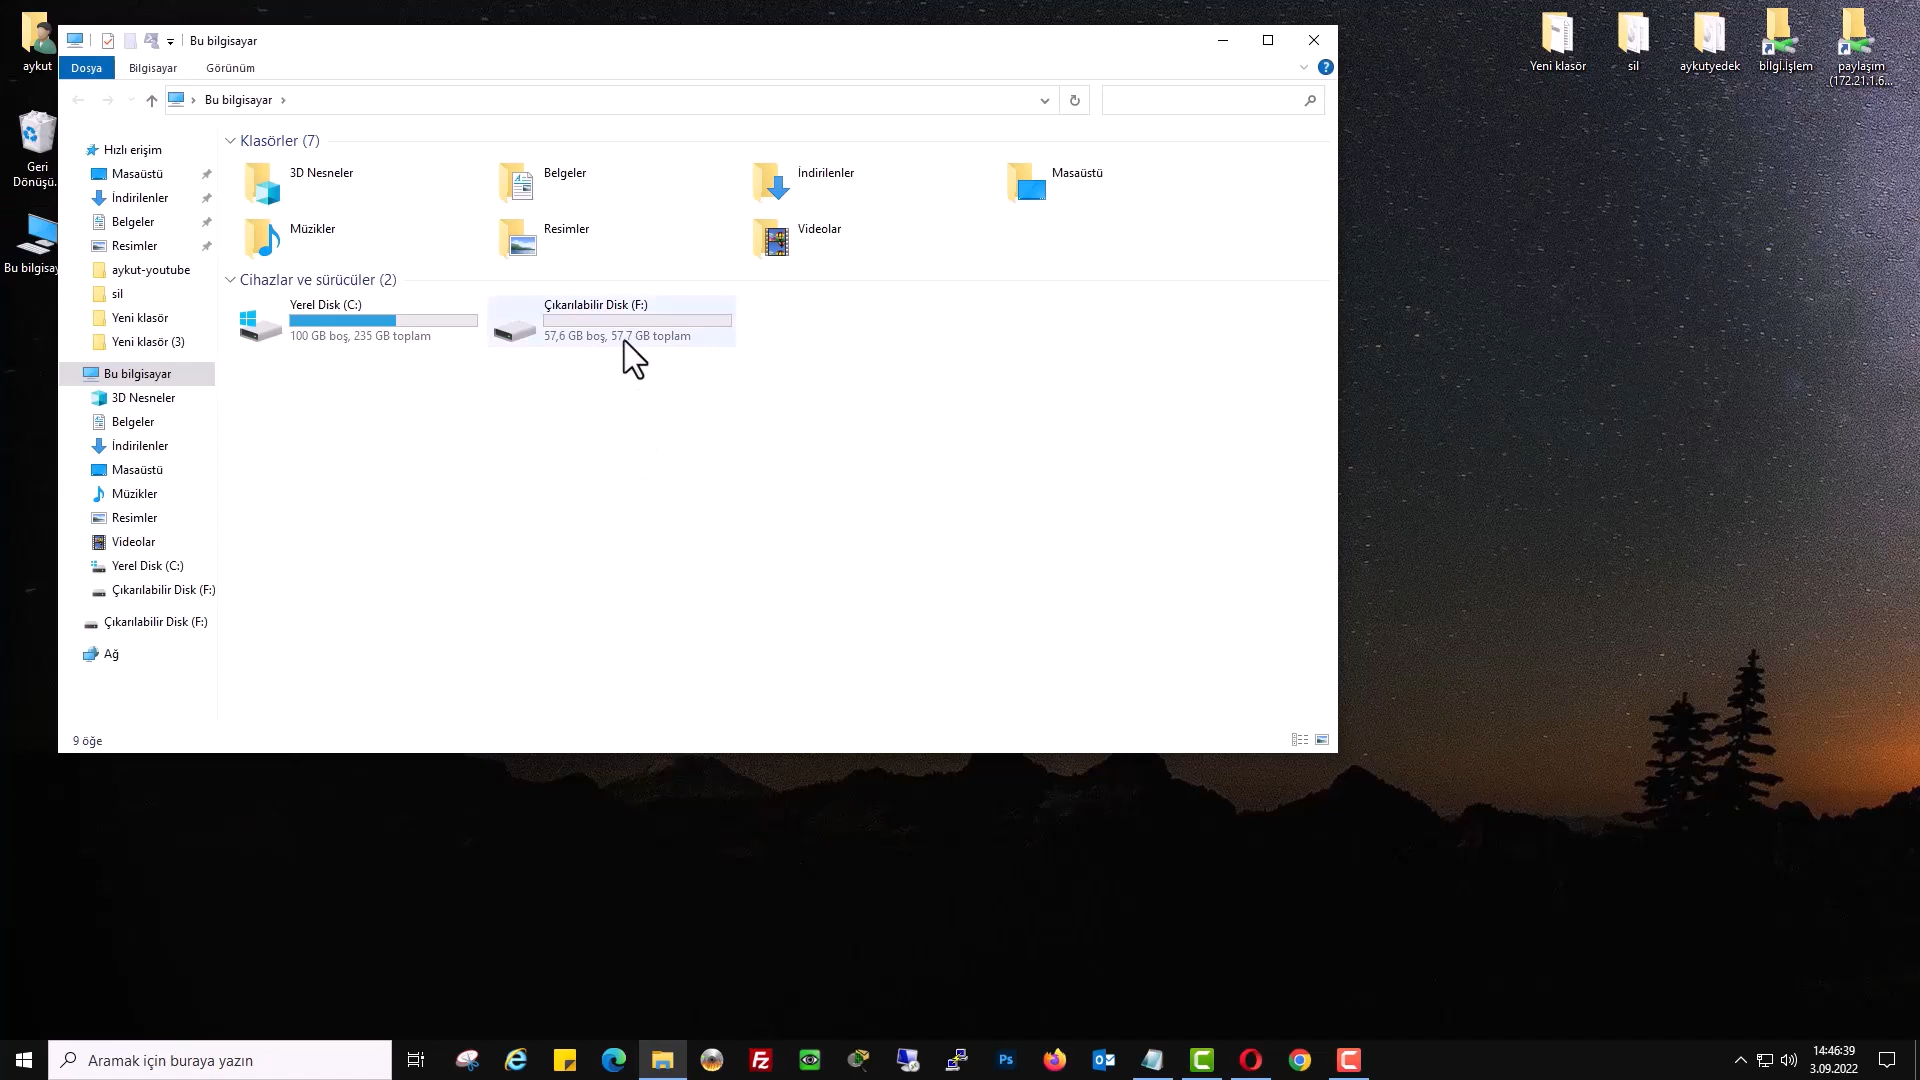 aykut
Geri
Dönüşü...
Bu bilgisay
Bu bilgisayar
Dosya
Bilgisayar
Görünüm
Bu bilgisayar
Hızlı erişim
Masaüstü
İndirilenler
Belgeler
Resimler
aykut-youtube
sil
Yeni klasör
Yeni klasör (3)
Bu bilgisayar
3D Nesneler
Belgeler
İndirilenler
Masaüstü
Müzikler
Resimler
Videolar
Yerel Disk (C:)
Çıkarılabilir Disk (F:)
Çıkarılabilir Disk (F:)
Ağ
Klasörler (7)
3D Nesneler
Belgeler
İndirilenler
Masaüstü
Müzikler
Resimler
Videolar
Cihazlar ve sürücüler (2)
Yerel Disk (C:)
100 GB boş, 235 GB toplam
Çıkarılabilir Disk (F:)
57,6 GB boş, 57,7 GB toplam
9 öğe
Yeni klasör
sil
aykutyedek
bilgi.İşlem
paylaşım
(172.21.1.6...
Aramak için buraya yazın
Fz
Ps
14:46:39
3.09.2022